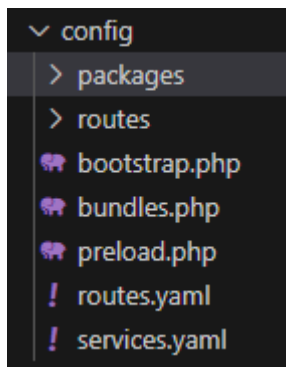 config
packages
routes
bootstrap.php
bundles.php
preload.php
! routes.yaml
! services.yaml